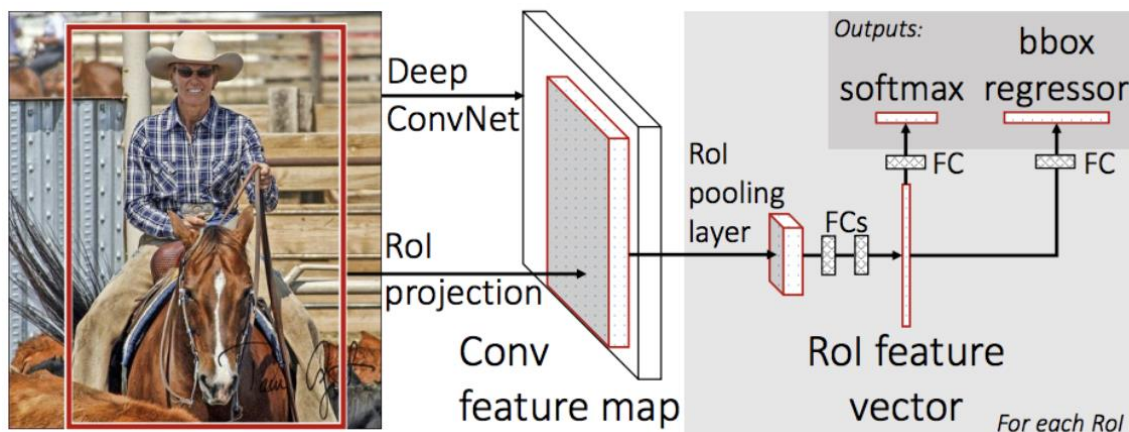 Deep
ConvNet
RoI
projection
Conv
feature map
RoI
pooling
layer
FCs
RoI feature
vector
For each RoI
Outputs:
softmax
bbox
regressor
FC
FC